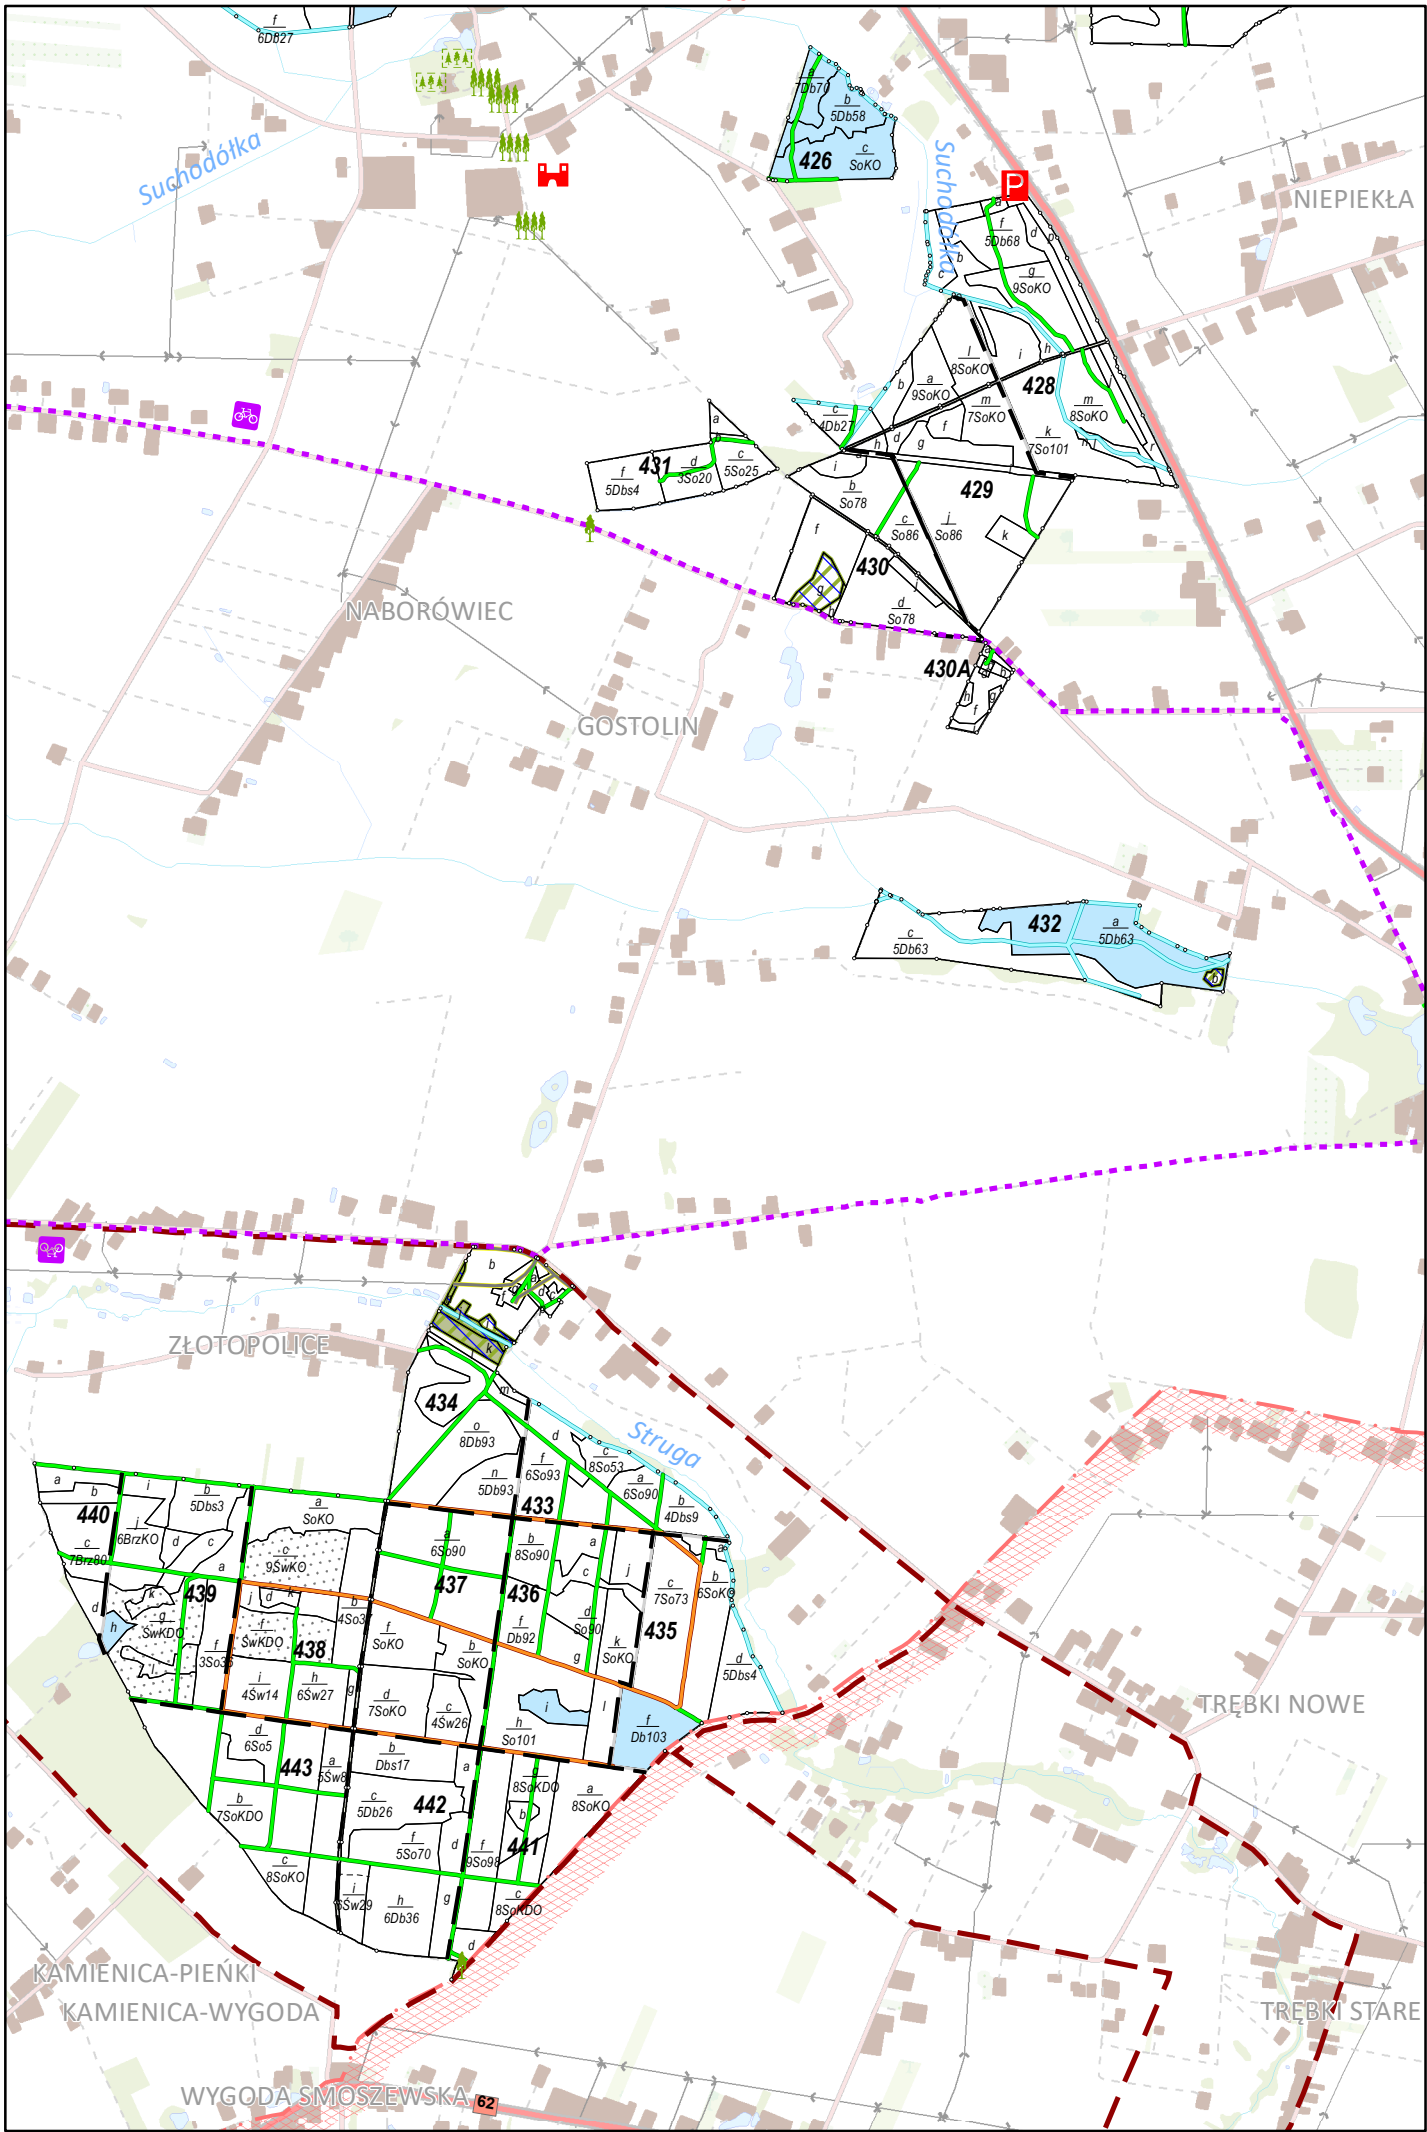 f
6Db27
Suchodółka
7Db70
b
5Db58
426
c
SoKO
Suchodółka
P
NIEPIEKŁA
a
f
5Db68
d
p
b
g
9SoKO
c
l
8SoKO
i
h
428
a
9SoKO
b
m
7SoKO
m
8SoKO
j
c
4Db27
f
k
7So101
a
d
h
g
r
431
f
5Dbs4
d
3So20
c
5So25
i
b
So78
429
c
So86
j
So86
k
f
430
g
j
h
d
So78
NABORÓWIEC
430A
a
b
h
g
f
GOSTOLIN
432
c
5Db63
a
5Db63
b
b
a
d
c
ZŁOTOPOLICE
k
434
m
o
8Db93
Struga
d
c
8So53
f
6So93
a
6So90
n
5Db93
433
b
4Dbs9
a
b
i
b
5Dbs3
a
SoKO
440
j
6BrzKO
d
c
c
7Brz80
a
c
9ŚwKO
a
6So90
b
8So90
a
j
a
b
6SoKO
439
k
g
ŚwKDO
d
h
437
436
c
c
7So73
j
d
k
b
4So37
f
ŚwKDO
438
f
SoKO
b
SoKO
f
Db92
d
So90
435
k
SoKO
g
f
3So35
i
4Św14
h
6Św27
g
d
7SoKO
c
4Św26
i
h
So101
l
f
Db103
d
5Dbs4
TRĘBKI NOWE
d
6So5
443
a
5Św8
b
Dbs17
a
g
8SoKDO
a
8SoKO
b
7SoKDO
c
5Db26
442
b
f
5So70
d
f
9So98
441
c
8SoKO
i
6Św29
h
6Db36
g
c
8SoKDO
d
KAMIENICA-PIEŃKI
KAMIENICA-WYGODA
TRĘBKI STARE
WYGODA SMOSZEWSKA
62